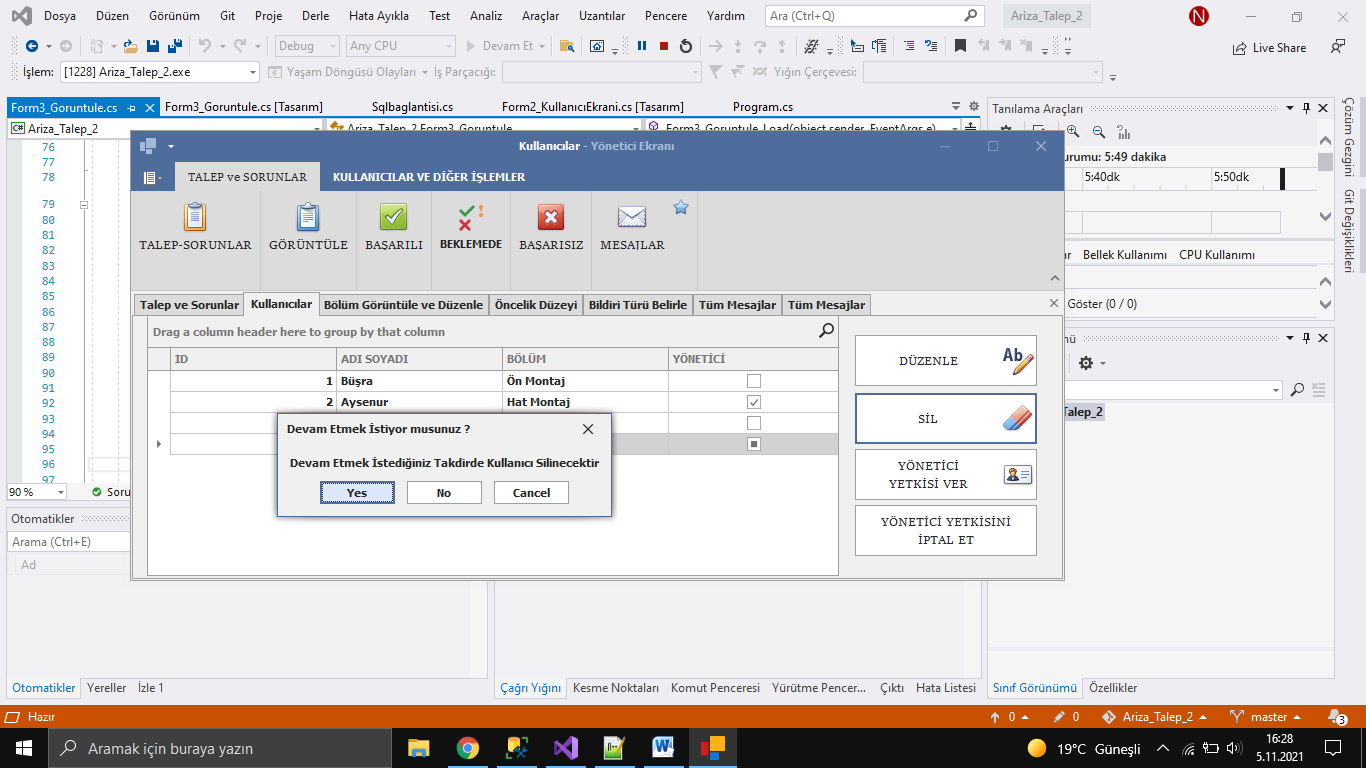 Dosya Düzen Görünüm Git Proje Derle Hata Ayıkla Test Analiz Araçlar Uzantılar Pencere Yardım Ara (Ctrl+Q) Ariza_Talep_2 N
Debug Any CPU Devam Et Live Share
İşlem: [1228] Ariza_Talep_2.exe Yaşam Döngüsü Olayları İş Parçacığı: Yığın Çerçevesi:
Form3_Goruntule.cs Form3_Goruntule.cs [Tasarım] Sqlbaglantisi.cs Form2_KullanıcıEkrani.cs [Tasarım] Program.cs
C# Ariza_Talep_2 Ariza_Talep_2.Form3_Goruntule Form3_Goruntule_Load(object sender, EventArgs e)
76
77
78
79
80
81
82
83
84
85
86
87
88
89
90
91
92
93
94
95
96
97
90 % Soru
Kullanıcılar - Yönetici Ekranı
TALEP ve SORUNLAR KULLANICILAR VE DİĞER İŞLEMLER
TALEP-SORUNLAR GÖRÜNTÜLE BAŞARILI BEKLEMEDE BAŞARISIZ MESAJLAR
Talep ve Sorunlar Kullanıcılar Bölüm Görüntüle ve Düzenle Öncelik Düzeyi Bildiri Türü Belirle Tüm Mesajlar Tüm Mesajlar
Drag a column header here to group by that column
ID ADI SOYADI BÖLÜM YÖNETİCİ
1 Büşra Ön Montaj
2 Aysenur Hat Montaj
DÜZENLE Ab
SİL
YÖNETİCİ
YETKİSİ VER
YÖNETİCİ YETKİSİNİ
İPTAL ET
Devam Etmek İstiyor musunuz ?
Devam Etmek İstediğiniz Takdirde Kullanıcı Silinecektir
Yes No Cancel
Tanılama Araçları
urumu: 5:49 dakika
5:40dk 5:50dk
ar Bellek Kullanımı CPU Kullanımı
Göster (0 / 0)
nü
Talep_2
Çözüm Gezgini
Git Değişiklikleri
Otomatikler
Arama (Ctrl+E)
Ad
Otomatikler Yereller İzle 1
Çağrı Yığını Kesme Noktaları Komut Penceresi Yürütme Pencer... Çıktı Hata Listesi
Sınıf Görünümü Özellikler
Hazır 0 0 Ariza_Talep_2 master 3
Aramak için buraya yazın
19°C Güneşli
16:28
5.11.2021